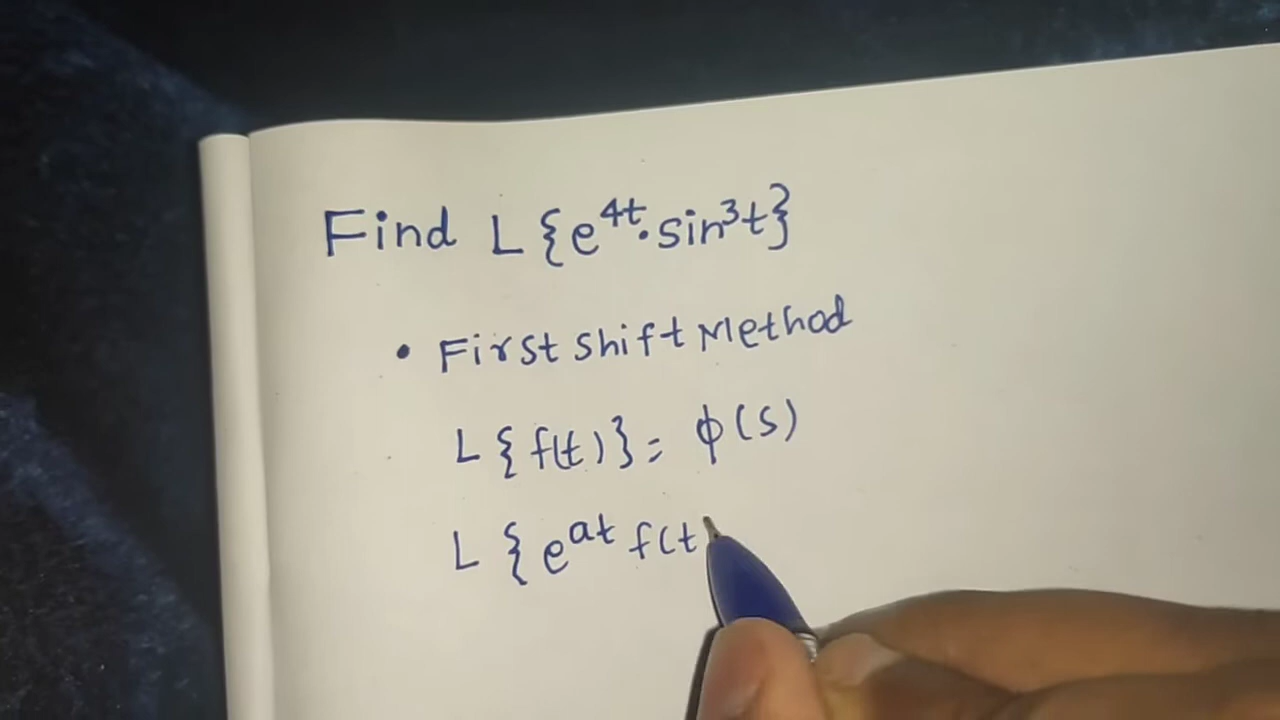 Find L{e^4t·sin^3t}
• First shift Method
L{f(t)} = φ(s)
L{e^at f(t